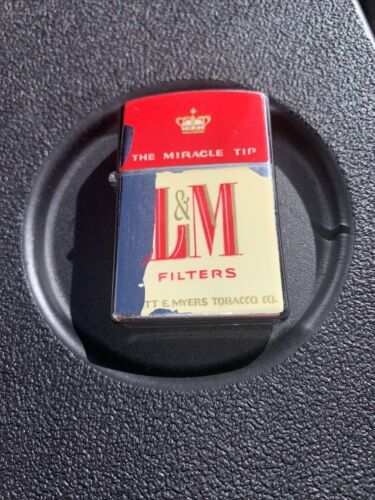 THE MIRACLE TIP
L&M
FILTERS
TT & MYERS TOBACCO CO.